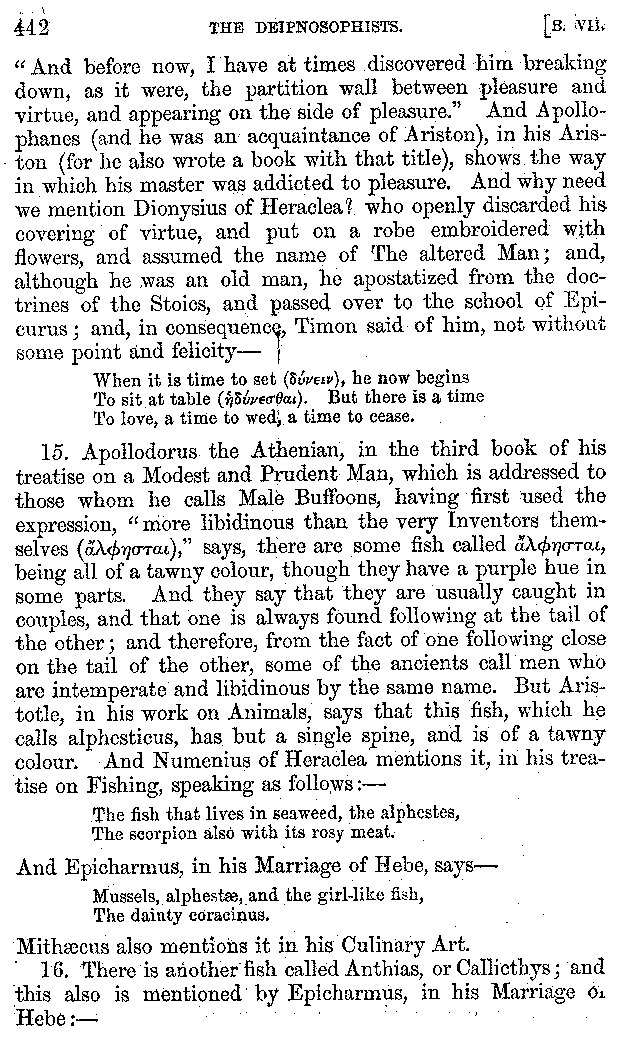 442 THE DEIPNOSOPHISTS. [B. VII.
"And before now, I have at times discovered him breaking
down, as it were, the partition wall between pleasure and
virtue, and appearing on the side of pleasure." And Apollo-
phanes (and he was an acquaintance of Ariston), in his Aris-
ton (for he also wrote a book with that title), shows the way
in which his master was addicted to pleasure. And why need
we mention Dionysius of Heraclea? who openly discarded his
covering of virtue, and put on a robe embroidered with
flowers, and assumed the name of The altered Man; and,
although he was an old man, he apostatized from the doc-
trines of the Stoics, and passed over to the school of Epi-
curus; and, in consequence, Timon said of him, not without
some point and felicity—
When it is time to set (δύνειν), he now begins
To sit at table (ἡδύνεσθαι). But there is a time
To love, a time to wed, a time to cease.
15. Apollodorus the Athenian, in the third book of his
treatise on a Modest and Prudent Man, which is addressed to
those whom he calls Male Buffoons, having first used the
expression, "more libidinous than the very Inventors them-
selves (ἄλφησται)," says, there are some fish called ἄλφησται,
being all of a tawny colour, though they have a purple hue in
some parts. And they say that they are usually caught in
couples, and that one is always found following at the tail of
the other; and therefore, from the fact of one following close
on the tail of the other, some of the ancients call men who
are intemperate and libidinous by the same name. But Aris-
totle, in his work on Animals, says that this fish, which he
calls alphesticus, has but a single spine, and is of a tawny
colour. And Numenius of Heraclea mentions it, in his trea-
tise on Fishing, speaking as follows:—
The fish that lives in seaweed, the alphestes,
The scorpion also with its rosy meat.
And Epicharmus, in his Marriage of Hebe, says—
Mussels, alphestæ, and the girl-like fish,
The dainty coracinus.
Mithæcus also mentions it in his Culinary Art.
16. There is another fish called Anthias, or Callicthys; and
this also is mentioned by Epicharmus, in his Marriage of
Hebe:—